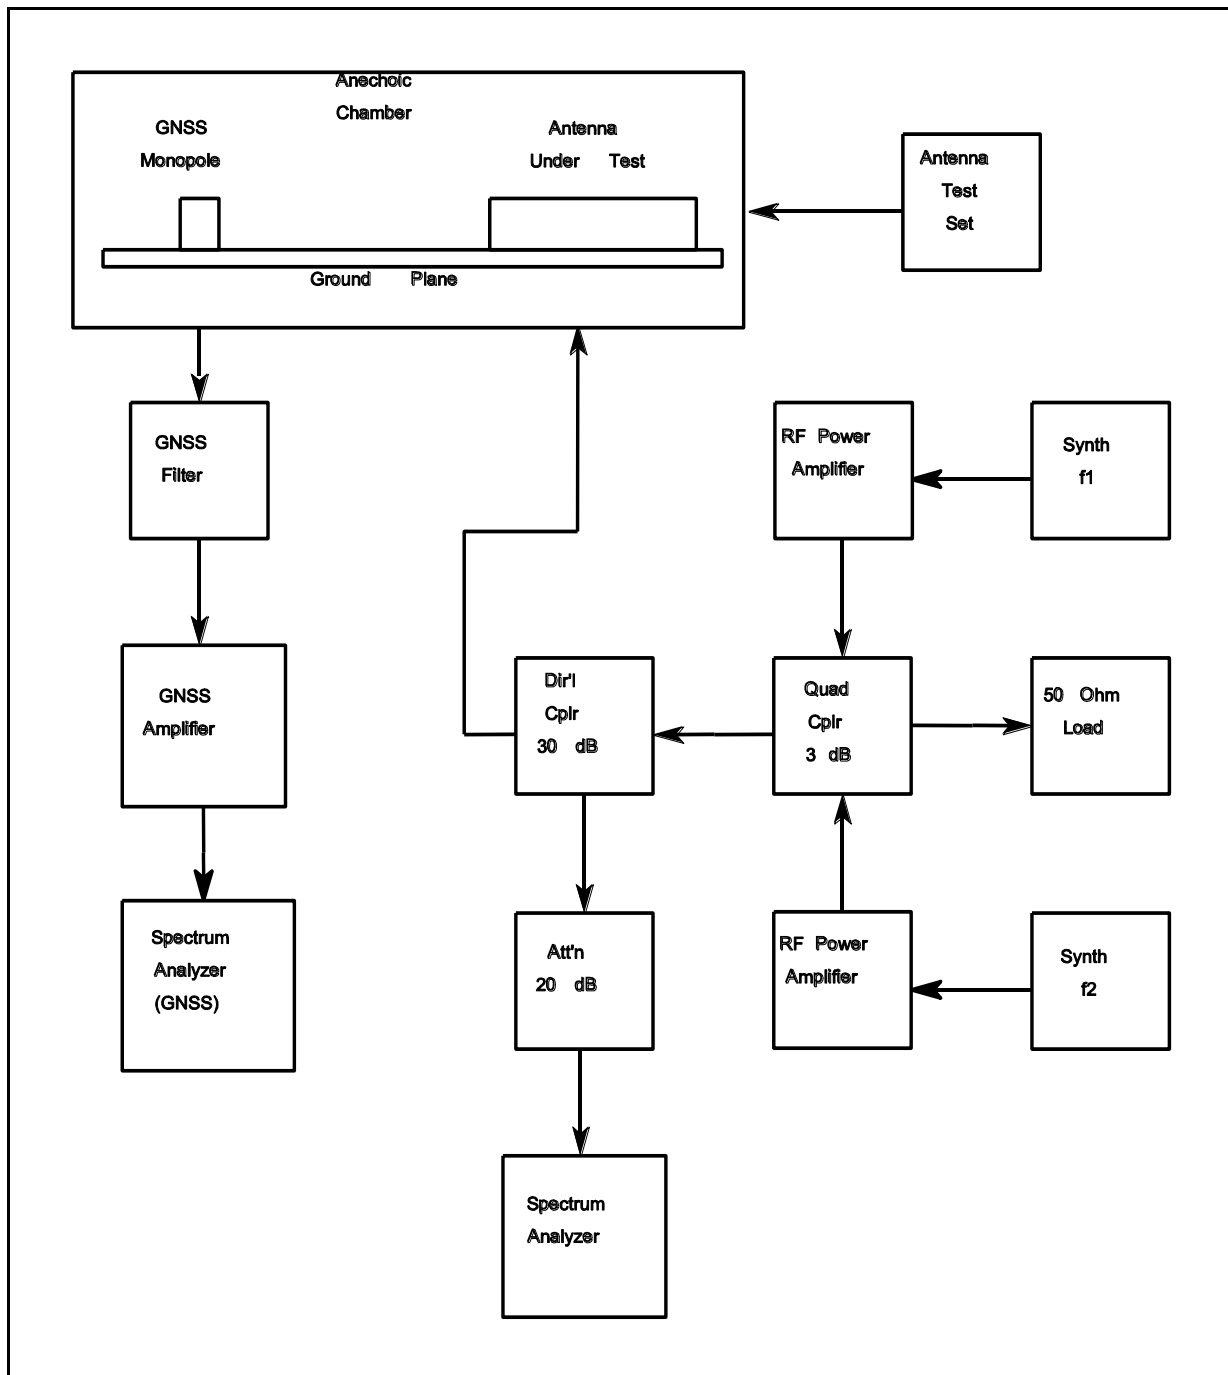 Anechoic
Chamber
GNSS
Monopole
Antenna
Under Test
Ground Plane
Antenna
Test
Set
GNSS
Filter
RF Power
Amplifier
Synth
f1
GNSS
Amplifier
Dir'l
Cplr
30 dB
Quad
Cplr
3 dB
50 Ohm
Load
Spectrum
Analyzer
(GNSS)
Att'n
20 dB
RF Power
Amplifier
Synth
f2
Spectrum
Analyzer